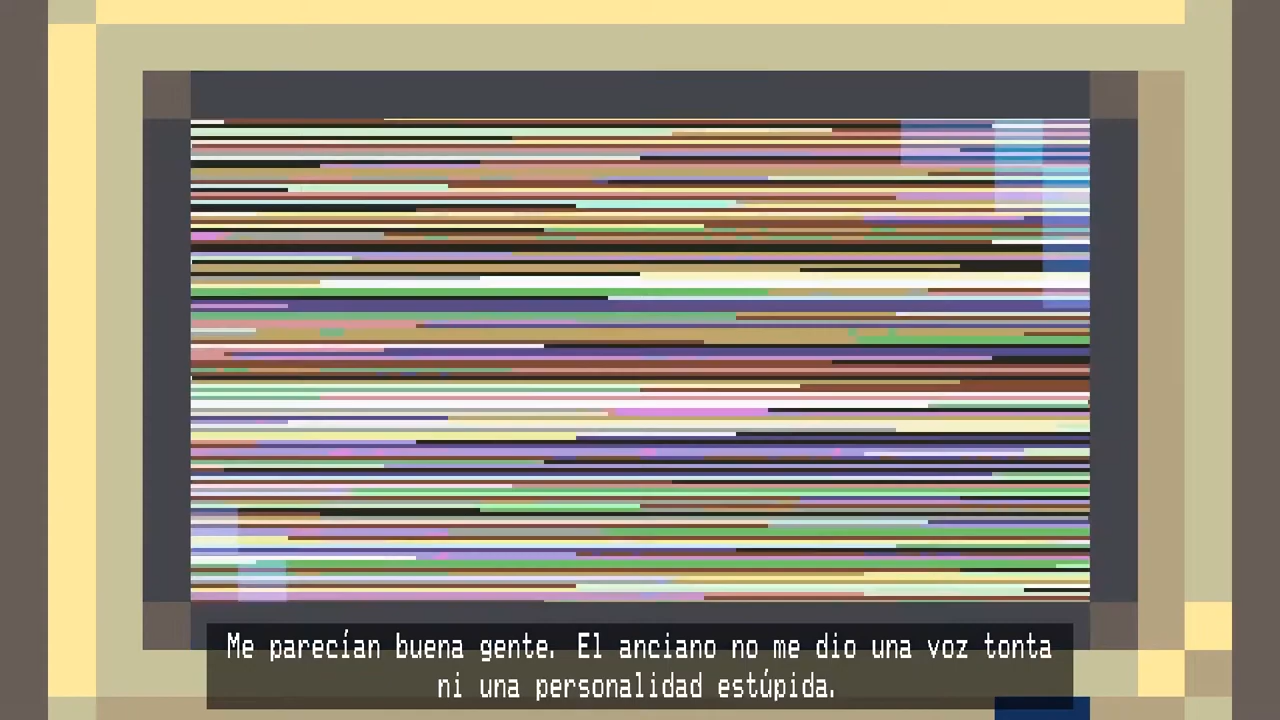 Me parecían buena gente. El anciano no me dio una voz tonta
ni una personalidad estúpida.